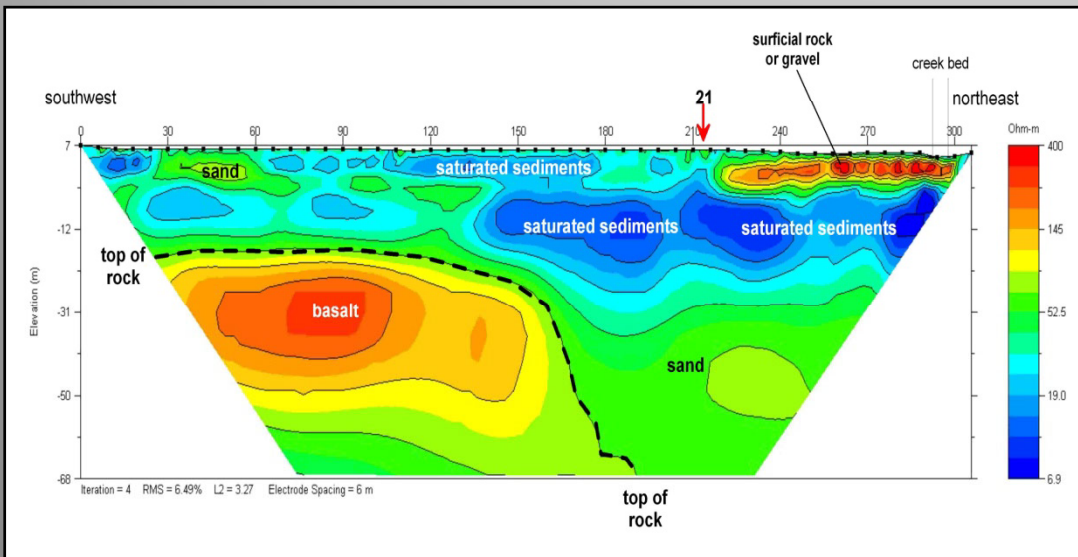 surficial rock
or gravel
creek bed
southwest
21
northeast
0 30 60 90 120 150 180 210 240 270 300
Ohm-m
7
-12
-31
-50
-68
Elevation (m)
400
145
52.5
19.0
6.9
sand
saturated sediments
saturated sediments
saturated sediments
top of
rock
basalt
sand
Iteration = 4 RMS = 6.49% L2 = 3.27 Electrode Spacing = 6 m
top of
rock